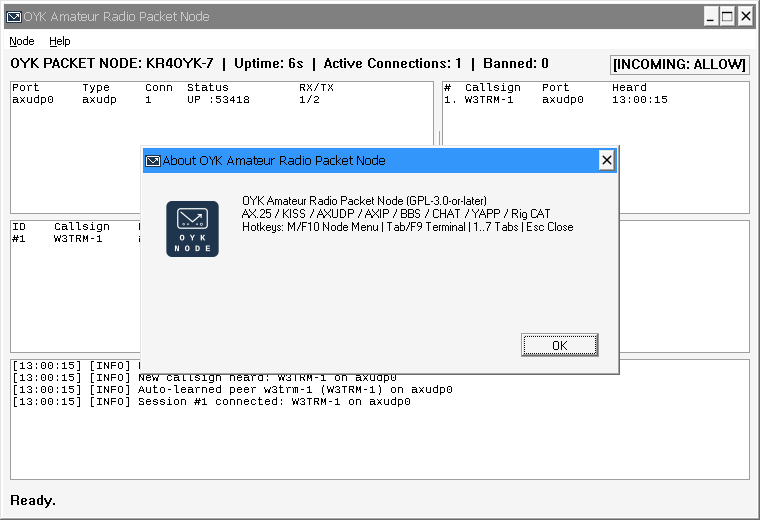 OYK Amateur Radio Packet Node
Node Help
OYK PACKET NODE: KR4OYK-7 | Uptime: 6s | Active Connections: 1 | Banned: 0 [INCOMING: ALLOW]
Port Type Conn Status RX/TX
axudp0 axudp 1 UP :53418 1/2
# Callsign Port Heard
1. W3TRM-1 axudp0 13:00:15
About OYK Amateur Radio Packet Node
OYK NODE
OYK Amateur Radio Packet Node (GPL-3.0-or-later)
AX.25 / KISS / AXUDP / AXIP / BBS / CHAT / YAPP / Rig CAT
Hotkeys: M/F10 Node Menu | Tab/F9 Terminal | 1..7 Tabs | Esc Close
OK
ID Callsign
#1 W3TRM-1
[13:00:15] [INFO]
[13:00:15] [INFO] New callsign heard: W3TRM-1 on axudp0
[13:00:15] [INFO] Auto-learned peer w3trm-1 (W3TRM-1) on axudp0
[13:00:15] [INFO] Session #1 connected: W3TRM-1 on axudp0
Ready.